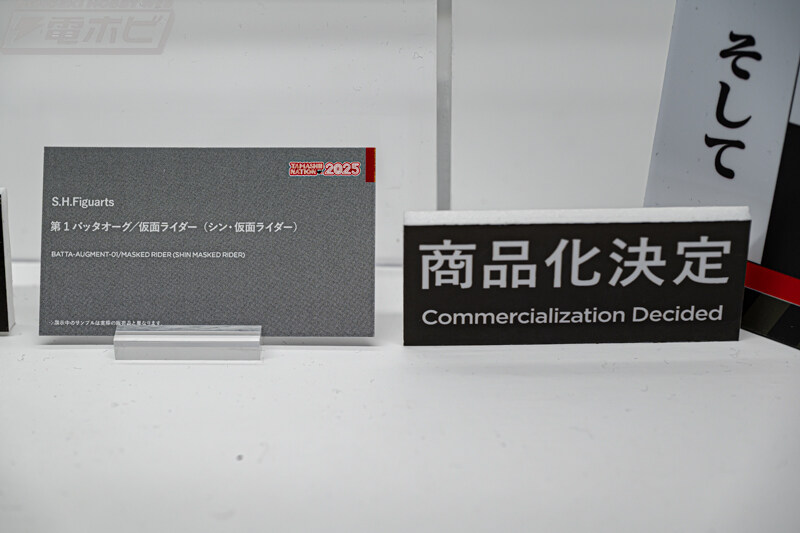 電ホビ
TAMASHII
NATION 2025
S.H.Figuarts
第1バッタオーグ/仮面ライダー（シン・仮面ライダー）
BATTA-AUGMENT-01/MASKED RIDER (SHIN MASKED RIDER)
商品化決定
Commercialization Decided
そして